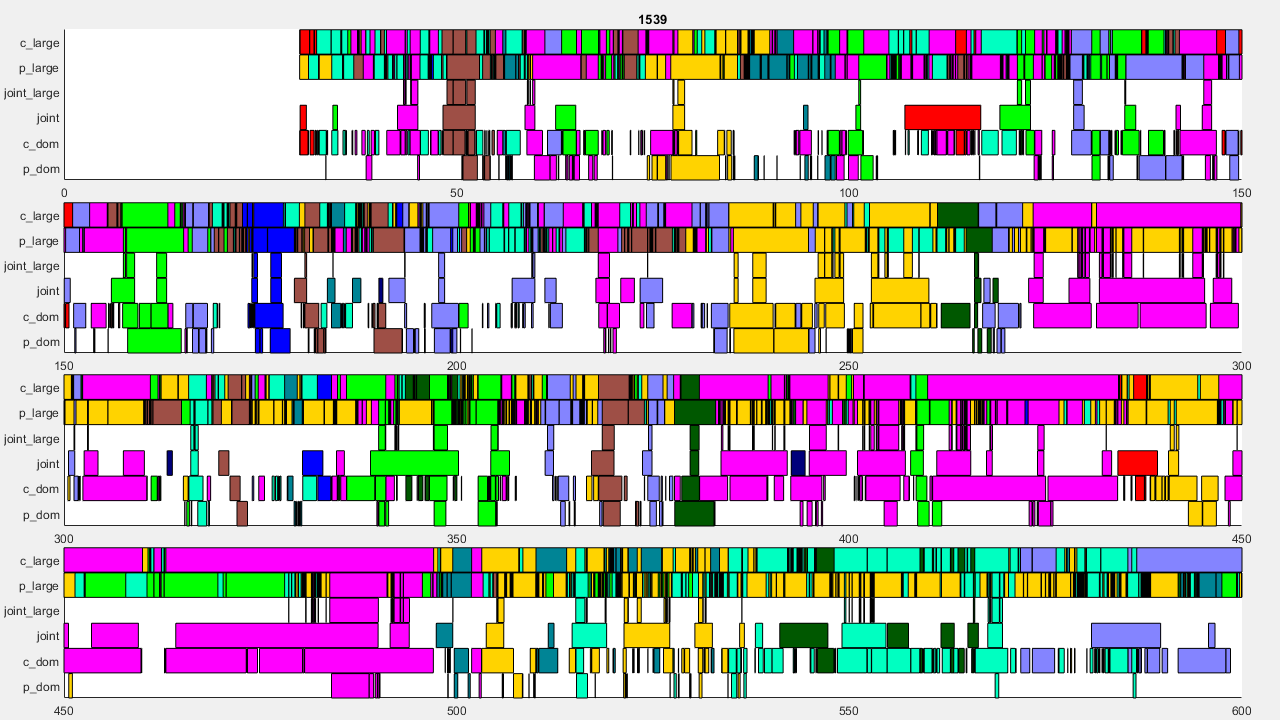 1539
c_large
p_large
joint_large
joint
c_dom
p_dom
0 50 100 150
c_large
p_large
joint_large
joint
c_dom
p_dom
150 200 250 300
c_large
p_large
joint_large
joint
c_dom
p_dom
300 350 400 450
c_large
p_large
joint_large
joint
c_dom
p_dom
450 500 550 600